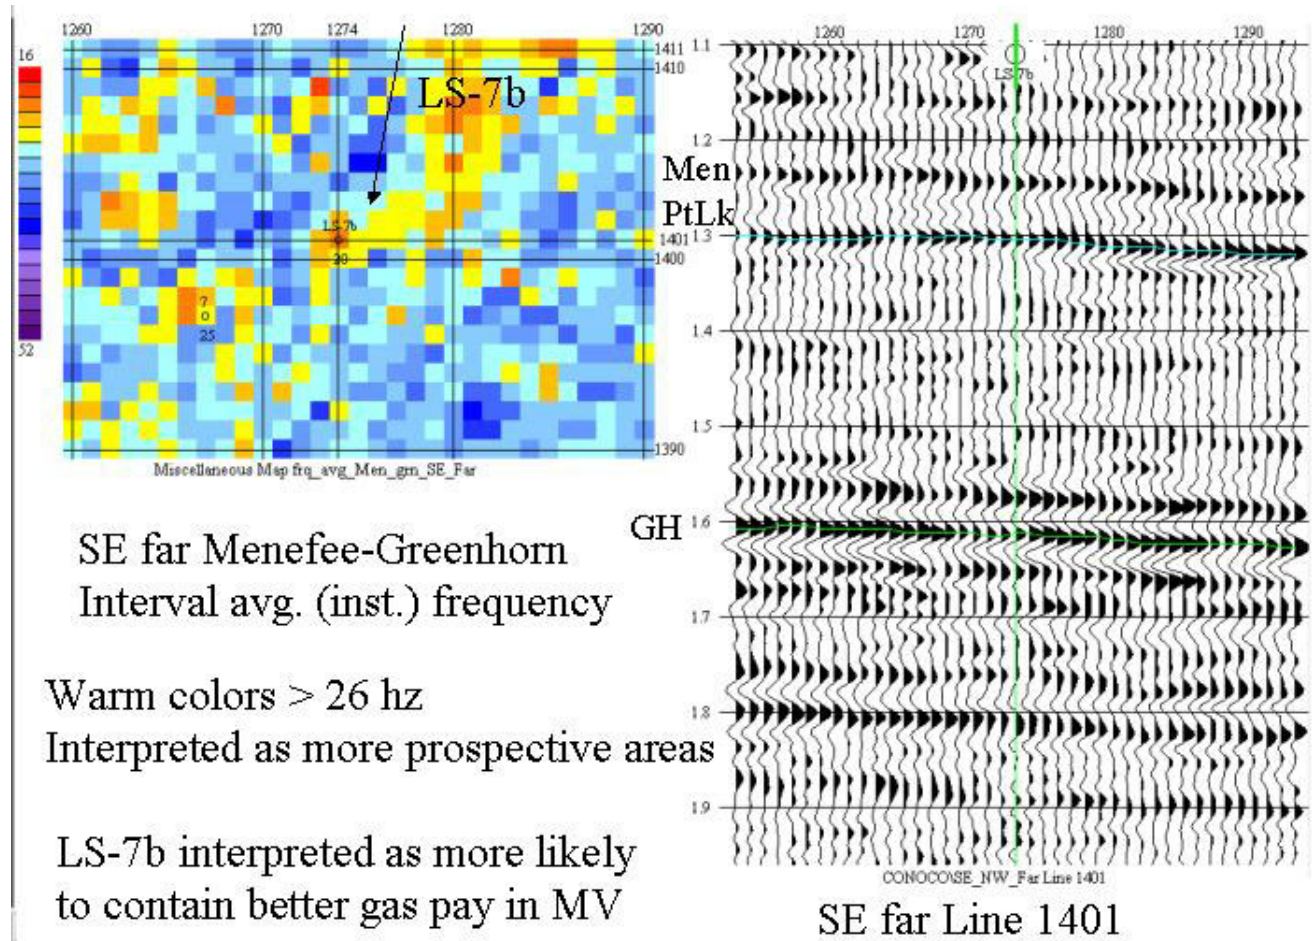 1260 1270 1274 1280 1290
16
52
1411
1410
1401
1400
1390
LS-7b
LS-7b
20
7
0
25
Miscellaneous Map frq_avg_Men_grn_SE_Far
SE far Menefee-Greenhorn
Interval avg. (inst.) frequency
Warm colors > 26 hz
Interpreted as more prospective areas
LS-7b interpreted as more likely
to contain better gas pay in MV
1260 1270 1280 1290
LS-7b
1.1
1.2
Men
PtLk
1.3
1.4
1.5
GH
1.6
1.7
1.8
1.9
CONOCO\SE_NW_Far Line 1401
SE far Line 1401